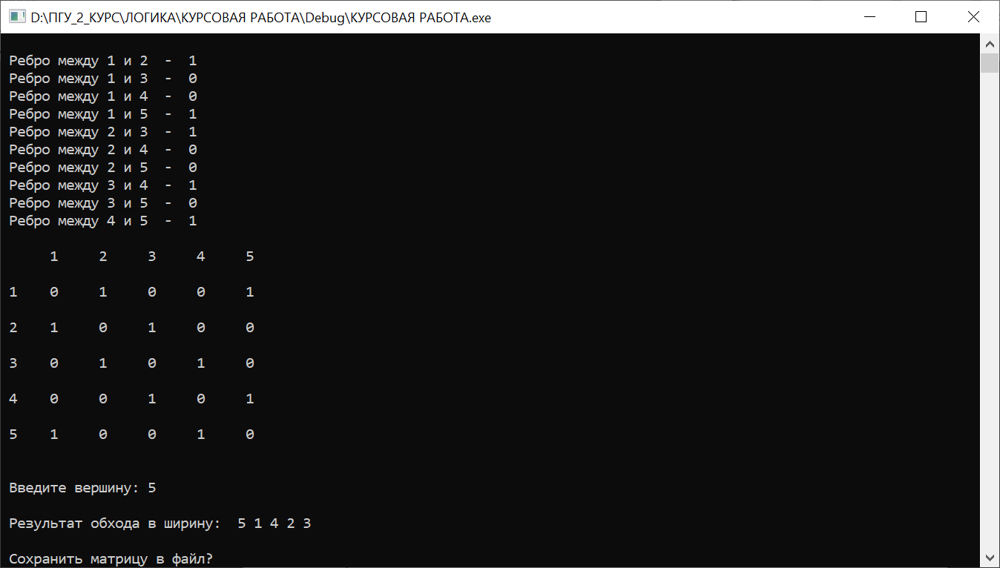 D:\ПГУ_2_КУРС\ЛОГИКА\КУРСОВАЯ РАБОТА\Debug\КУРСОВАЯ РАБОТА.exe
Ребро между 1 и 2 - 1
Ребро между 1 и 3 - 0
Ребро между 1 и 4 - 0
Ребро между 1 и 5 - 1
Ребро между 2 и 3 - 1
Ребро между 2 и 4 - 0
Ребро между 2 и 5 - 0
Ребро между 3 и 4 - 1
Ребро между 3 и 5 - 0
Ребро между 4 и 5 - 1
1 2 3 4 5
1 0 1 0 0 1
2 1 0 1 0 0
3 0 1 0 1 0
4 0 0 1 0 1
5 1 0 0 1 0
Введите вершину: 5
Результат обхода в ширину: 5 1 4 2 3
Сохранить матрицу в файл?